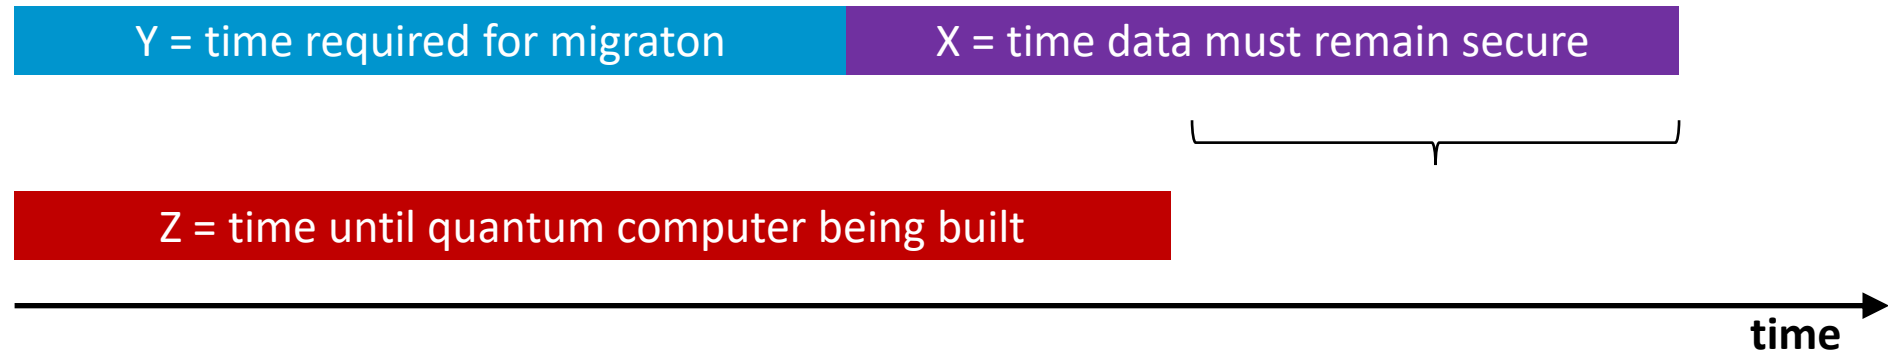 Y = time required for migraton
X = time data must remain secure
Z = time until quantum computer being built
time